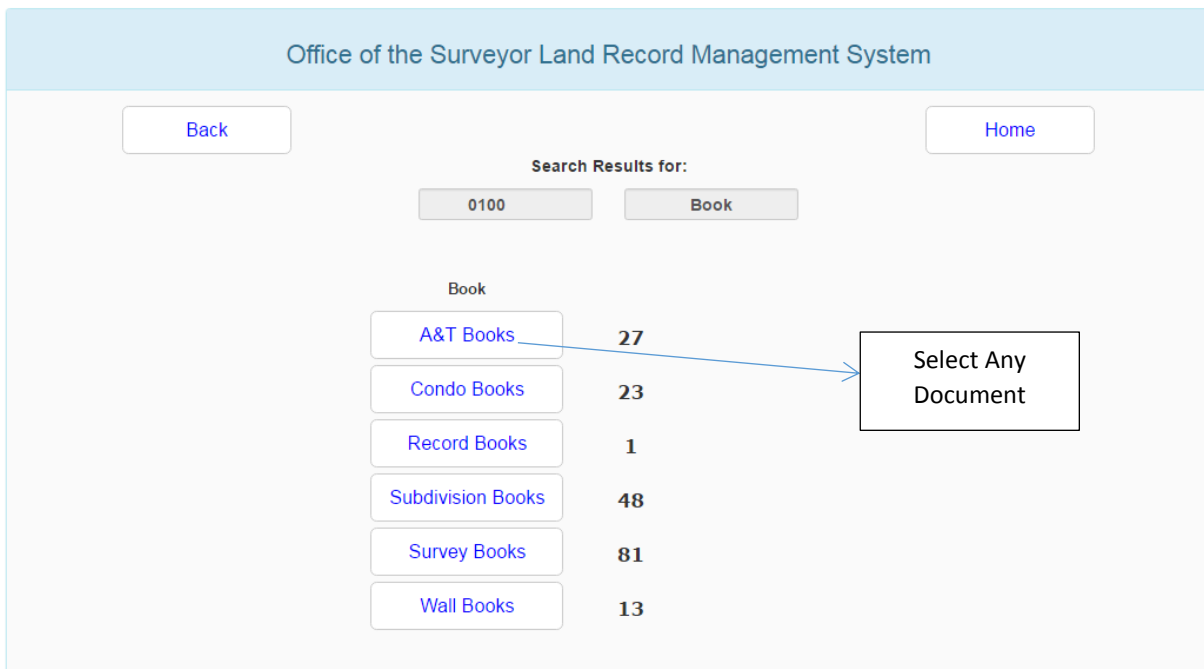 Office of the Surveyor Land Record Management System
Back
Home
Search Results for:
0100
Book
Book
A&T Books
27
Select Any
Document
Condo Books
23
Record Books
1
Subdivision Books
48
Survey Books
81
Wall Books
13